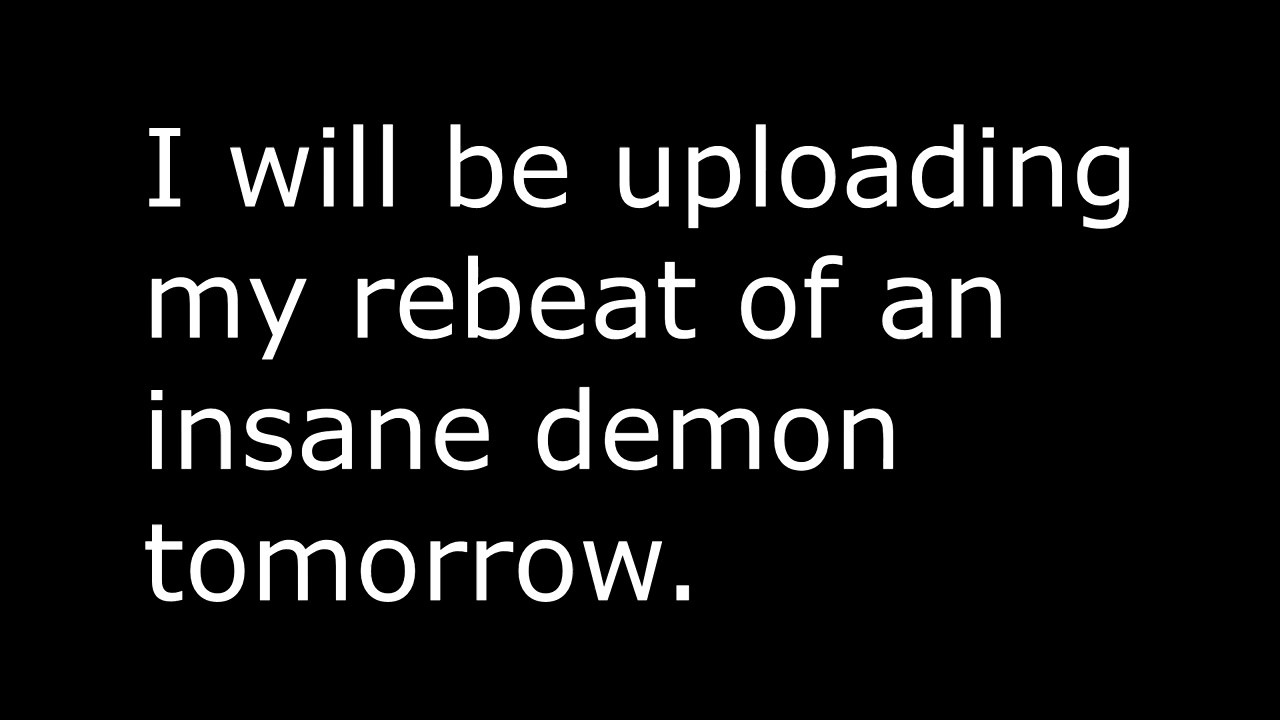 I will be uploading
my rebeat of an
insane demon
tomorrow.